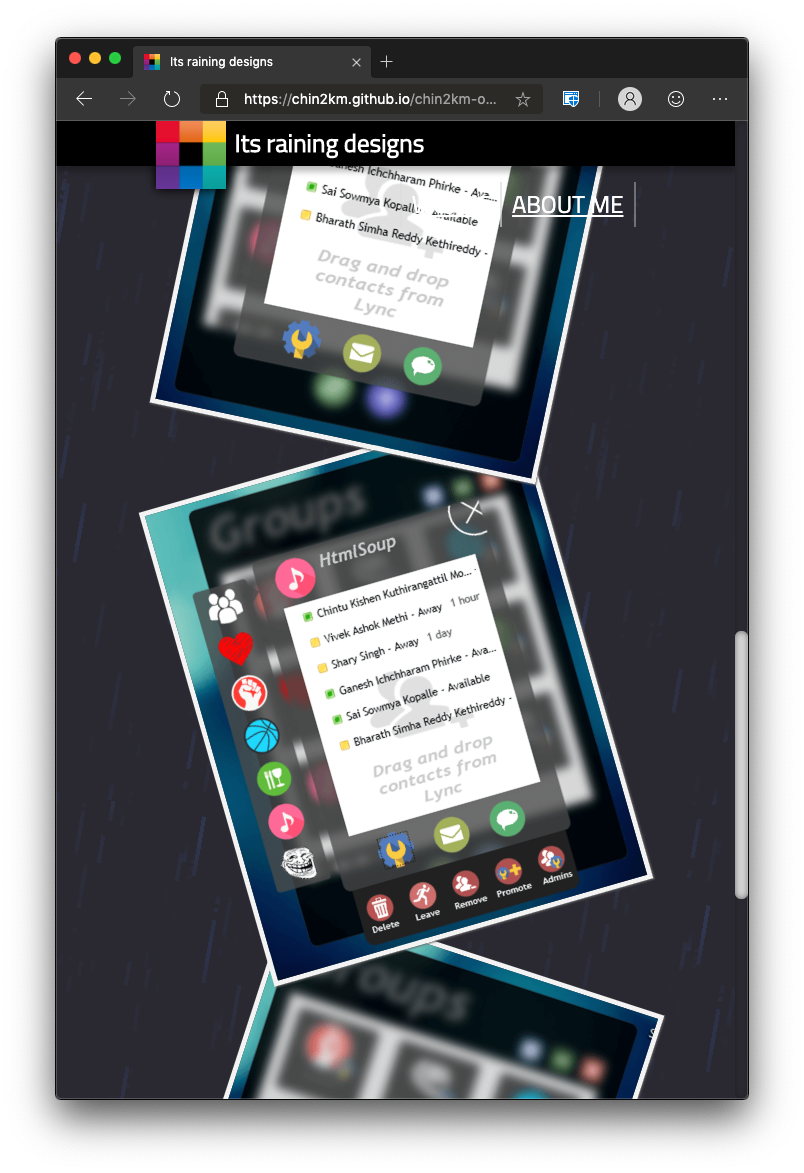 Its raining designs
https://chin2km.github.io/chin2km-o...
Its raining designs
ABOUT ME
Ganesh Ichchharam Phirke - Ava...
Sai Sowmya Kopalle - Available
Bharath Simha Reddy Kethireddy -
Drag and drop
contacts from
Lync
Groups
HtmlSoup
Chintu Kishen Kuthirangattil Mo... -
Vivek Ashok Methi - Away 1 hour
Shary Singh - Away 1 day
Ganesh Ichchharam Phirke - Ava...
Sai Sowmya Kopalle - Available
Bharath Simha Reddy Kethireddy -
Drag and drop
contacts from
Lync
Delete Leave Remove Promote Admins
Groups